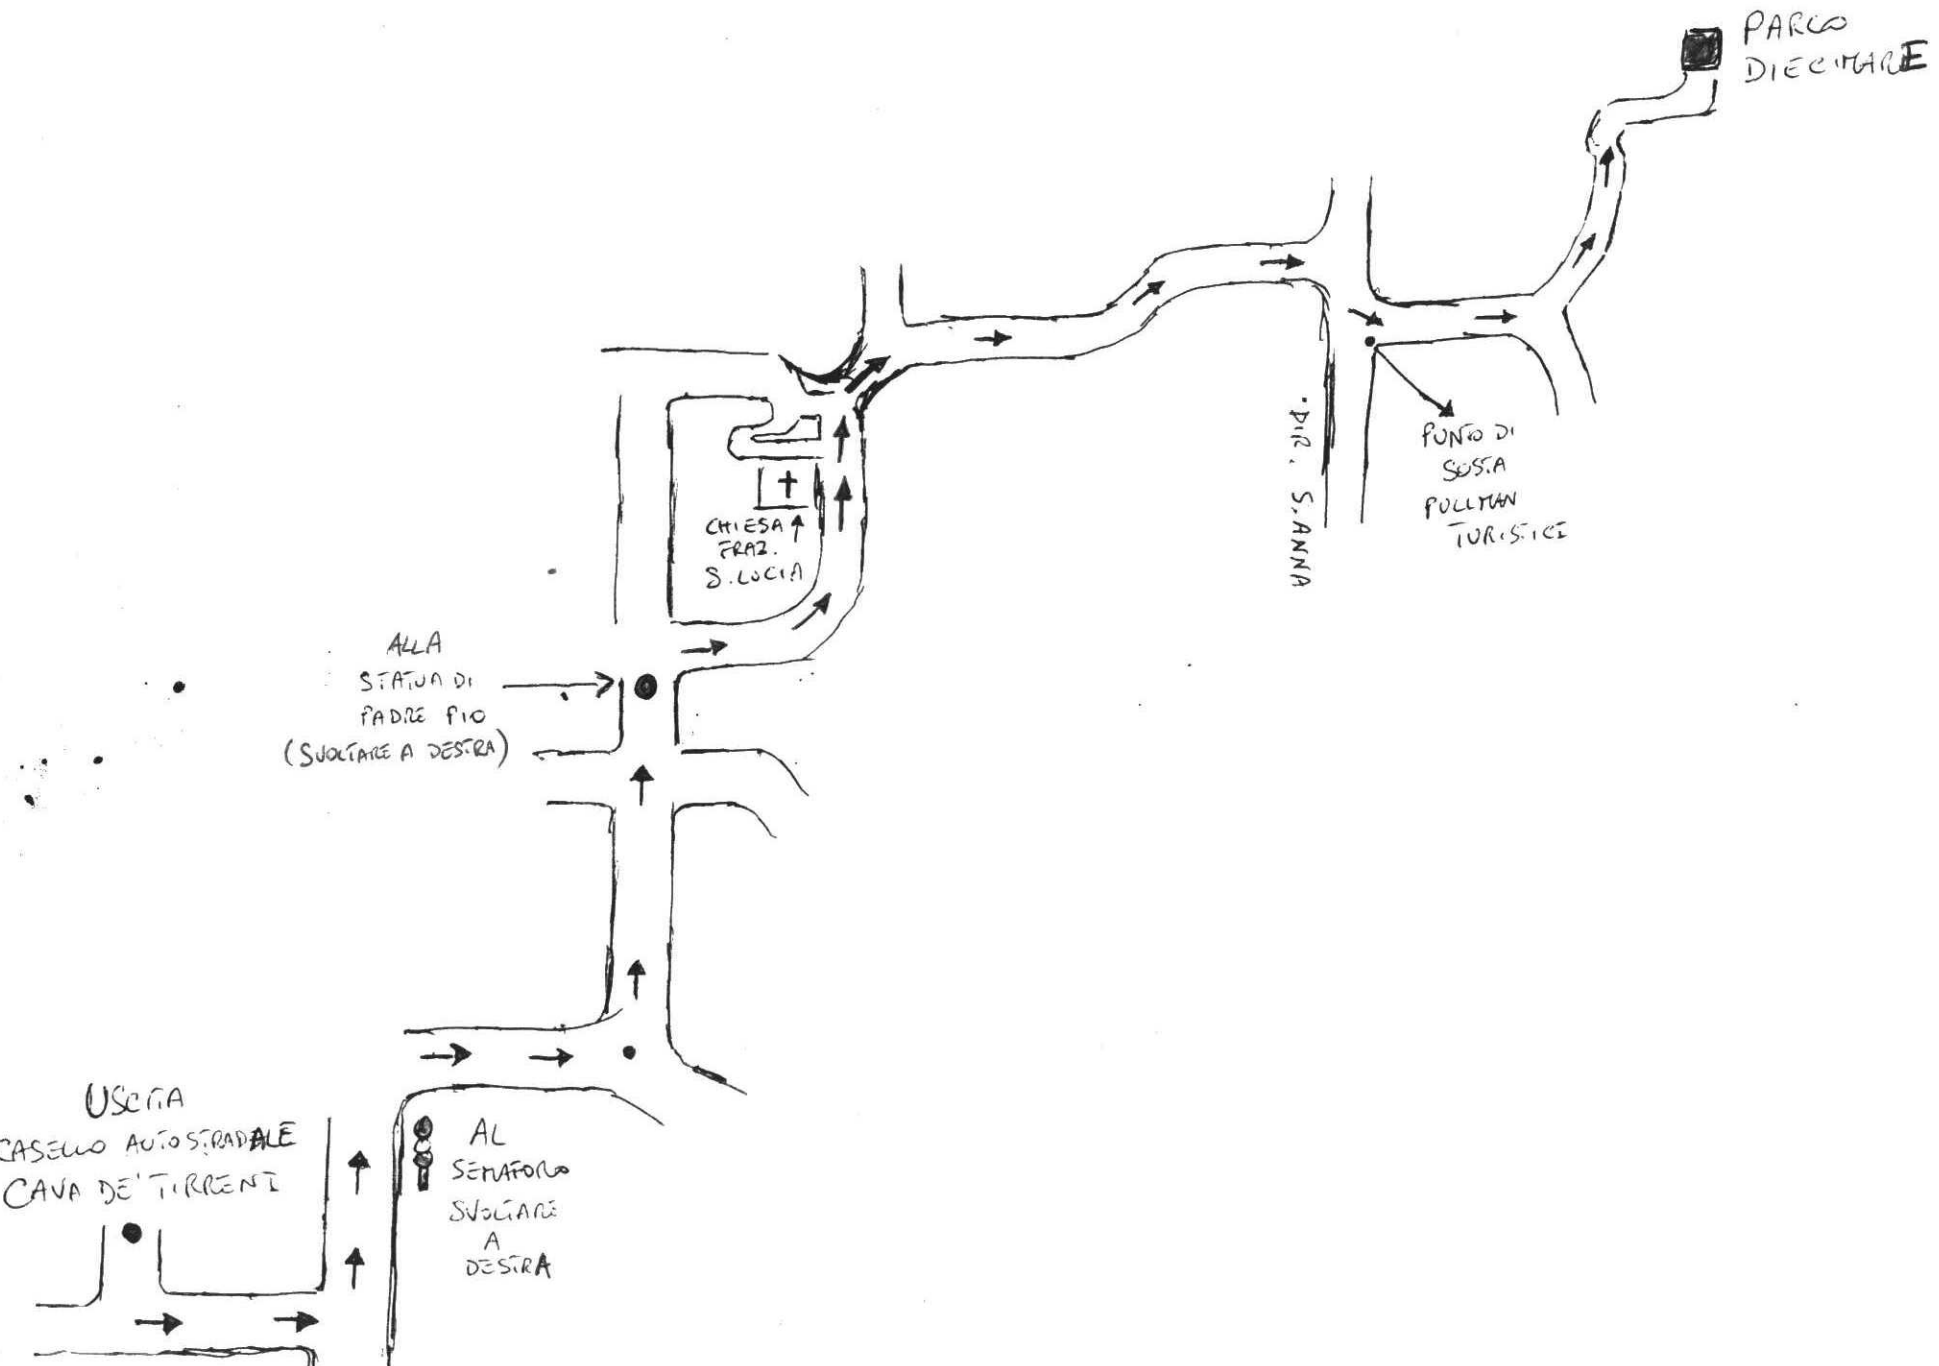 PARCO
DIECIMARE
PUNTO DI
SOSTA
PULLMAN
TURISTICI
DIR. S.ANNA
CHIESA
FRAZ.
S.LUCIA
ALLA
STATUA DI
PADRE PIO
(SVOLTARE A DESTRA)
USCITA
CASELLO AUTOSTRADALE
CAVA DE' TIRRENI
AL
SEMAFORO
SVOLTARE
A
DESTRA